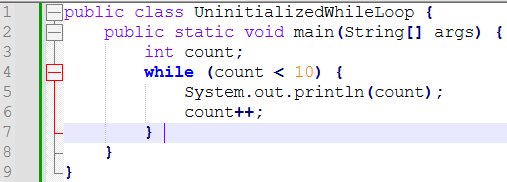 1 public class UninitializedWhileLoop {
2     public static void main(String[] args) {
3         int count;
4         while (count < 10) {
5             System.out.println(count);
6             count++;
7         }
8     }
9 }